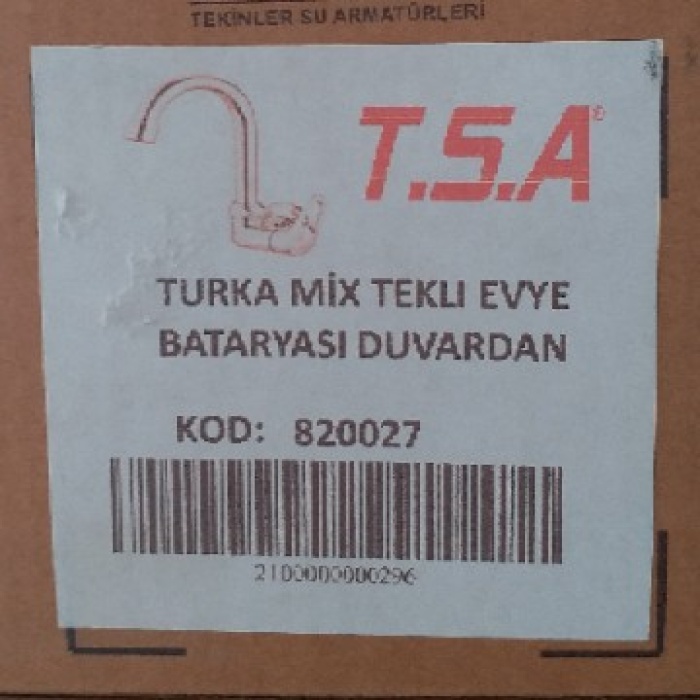 TEKİNLER SU ARMATÜRLERİ
T.S.A®
TURKA MİX TEKLI EVYE
BATARYASI DUVARDAN
KOD: 820027
2100000000296